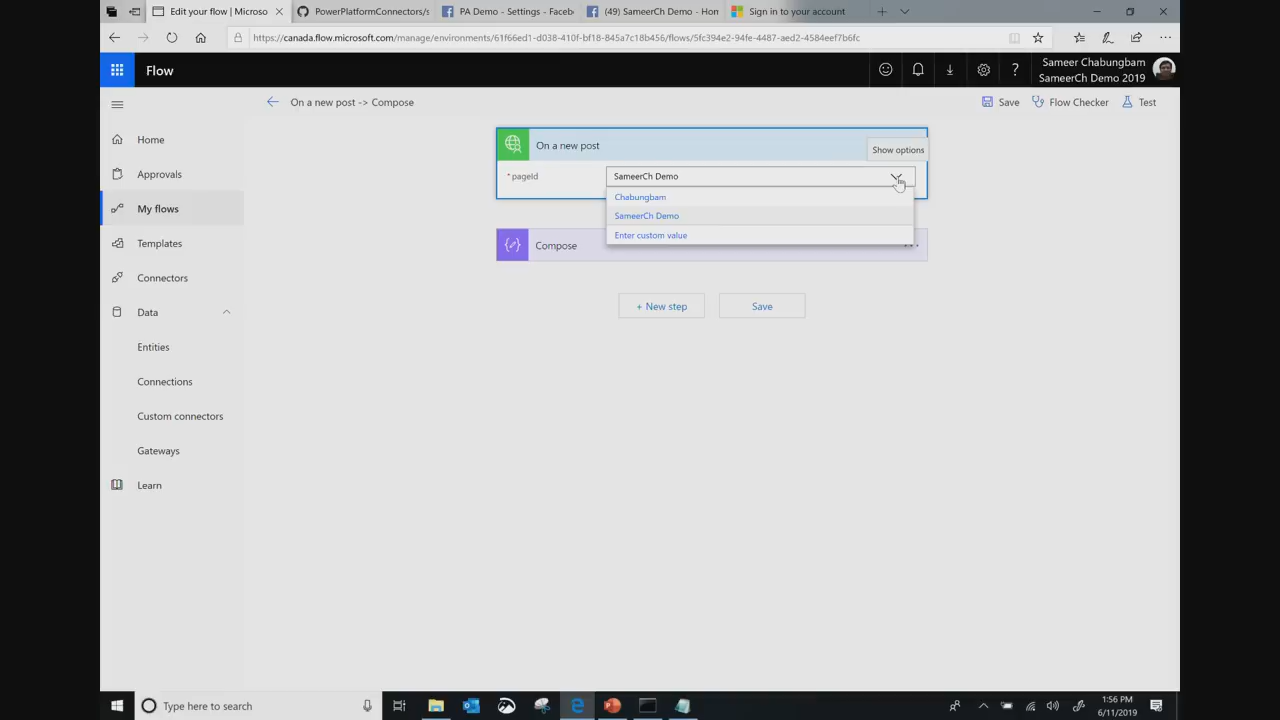 Edit your flow | Microso
PowerPlatformConnectors/s
PA Demo - Settings - Faceb
(49) SameerCh Demo - Hom
Sign in to your account
https://canada.flow.microsoft.com/manage/environments/61f66ed1-d038-410f-bf18-845a7c18b456/flows/5fc394e2-94fe-4487-aed2-4584eef7b6fc
Flow
Sameer Chabungbam
SameerCh Demo 2019
On a new post -> Compose
Save
Flow Checker
Test
Home
Approvals
My flows
Templates
Connectors
Data
Entities
Connections
Custom connectors
Gateways
Learn
On a new post
Show options
* pageId
SameerCh Demo
Chabungbam
SameerCh Demo
Enter custom value
Compose
+ New step
Save
Type here to search
1:56 PM
6/11/2019